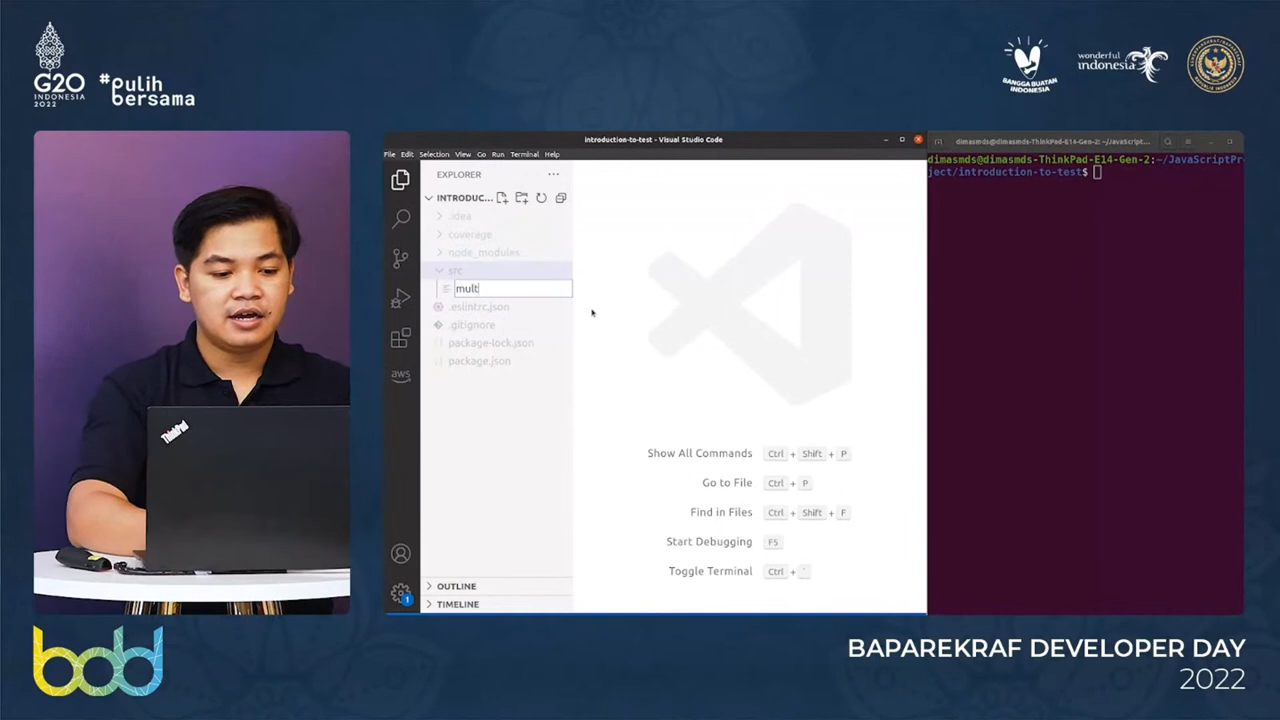 G20
INDONESIA
2022
#pulih
bersama
BANGGA BUATAN
INDONESIA
wonderful
indonesia
introduction-to-test - Visual Studio Code
File Edit Selection View Go Run Terminal Help
EXPLORER
INTRODUC...
.idea
coverage
node_modules
src
mult
.eslintrc.json
.gitignore
package-lock.json
package.json
OUTLINE
TIMELINE
aws
1
Show All Commands Ctrl + Shift + P
Go to File Ctrl + P
Find in Files Ctrl + Shift + F
Start Debugging F5
Toggle Terminal Ctrl + `
dimasmds@dimasmds-ThinkPad-E14-Gen-2: ~/JavaScript...
dimasmds@dimasmds-ThinkPad-E14-Gen-2:~/JavaScriptPro
ject/introduction-to-test$
ThinkPad
bdd
BAPAREKRAF DEVELOPER DAY
2022